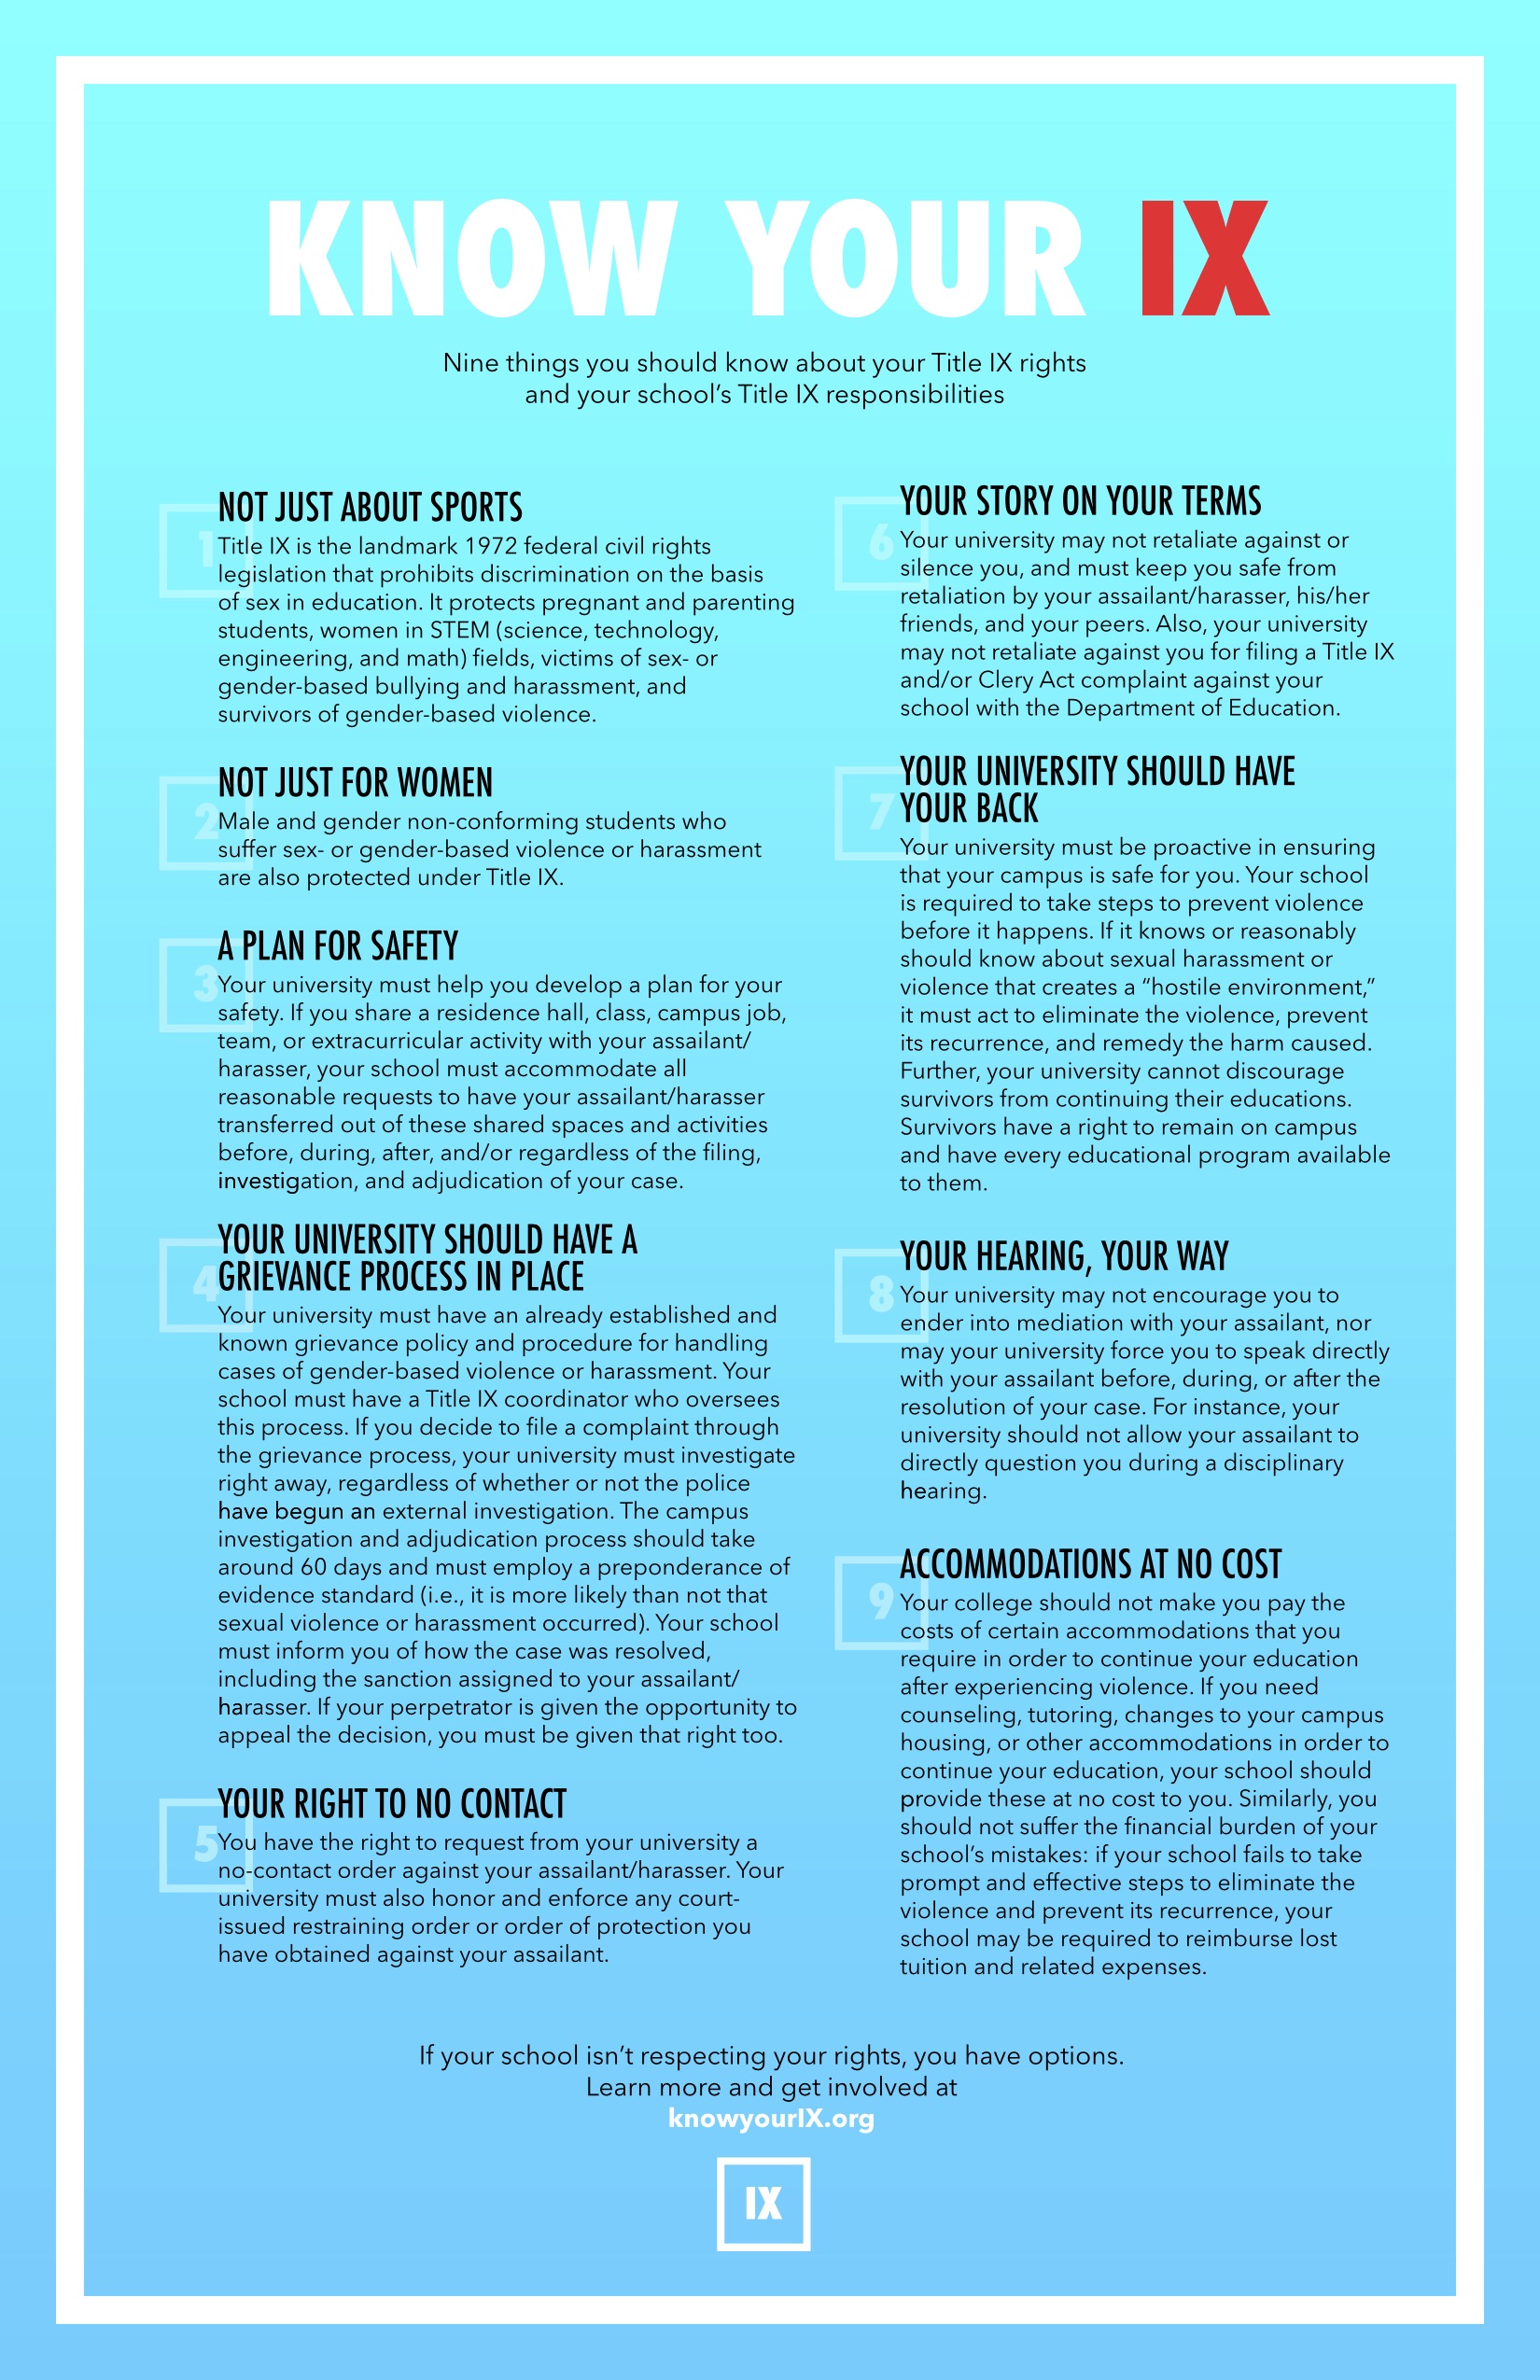 KNOW YOUR IX
Nine things you should know about your Title IX rights
and your school's Title IX responsibilities
1
NOT JUST ABOUT SPORTS
Title IX is the landmark 1972 federal civil rights
legislation that prohibits discrimination on the basis
of sex in education. It protects pregnant and parenting
students, women in STEM (science, technology,
engineering, and math) fields, victims of sex- or
gender-based bullying and harassment, and
survivors of gender-based violence.
2
NOT JUST FOR WOMEN
Male and gender non-conforming students who
suffer sex- or gender-based violence or harassment
are also protected under Title IX.
3
A PLAN FOR SAFETY
Your university must help you develop a plan for your
safety. If you share a residence hall, class, campus job,
team, or extracurricular activity with your assailant/
harasser, your school must accommodate all
reasonable requests to have your assailant/harasser
transferred out of these shared spaces and activities
before, during, after, and/or regardless of the filing,
investigation, and adjudication of your case.
4
YOUR UNIVERSITY SHOULD HAVE A
GRIEVANCE PROCESS IN PLACE
Your university must have an already established and
known grievance policy and procedure for handling
cases of gender-based violence or harassment. Your
school must have a Title IX coordinator who oversees
this process. If you decide to file a complaint through
the grievance process, your university must investigate
right away, regardless of whether or not the police
have begun an external investigation. The campus
investigation and adjudication process should take
around 60 days and must employ a preponderance of
evidence standard (i.e., it is more likely than not that
sexual violence or harassment occurred). Your school
must inform you of how the case was resolved,
including the sanction assigned to your assailant/
harasser. If your perpetrator is given the opportunity to
appeal the decision, you must be given that right too.
5
YOUR RIGHT TO NO CONTACT
You have the right to request from your university a
no-contact order against your assailant/harasser. Your
university must also honor and enforce any court-
issued restraining order or order of protection you
have obtained against your assailant.
6
YOUR STORY ON YOUR TERMS
Your university may not retaliate against or
silence you, and must keep you safe from
retaliation by your assailant/harasser, his/her
friends, and your peers. Also, your university
may not retaliate against you for filing a Title IX
and/or Clery Act complaint against your
school with the Department of Education.
7
YOUR UNIVERSITY SHOULD HAVE
YOUR BACK
Your university must be proactive in ensuring
that your campus is safe for you. Your school
is required to take steps to prevent violence
before it happens. If it knows or reasonably
should know about sexual harassment or
violence that creates a "hostile environment,"
it must act to eliminate the violence, prevent
its recurrence, and remedy the harm caused.
Further, your university cannot discourage
survivors from continuing their educations.
Survivors have a right to remain on campus
and have every educational program available
to them.
8
YOUR HEARING, YOUR WAY
Your university may not encourage you to
ender into mediation with your assailant, nor
may your university force you to speak directly
with your assailant before, during, or after the
resolution of your case. For instance, your
university should not allow your assailant to
directly question you during a disciplinary
hearing.
9
ACCOMMODATIONS AT NO COST
Your college should not make you pay the
costs of certain accommodations that you
require in order to continue your education
after experiencing violence. If you need
counseling, tutoring, changes to your campus
housing, or other accommodations in order to
continue your education, your school should
provide these at no cost to you. Similarly, you
should not suffer the financial burden of your
school's mistakes: if your school fails to take
prompt and effective steps to eliminate the
violence and prevent its recurrence, your
school may be required to reimburse lost
tuition and related expenses.
If your school isn't respecting your rights, you have options.
Learn more and get involved at
knowyourIX.org
IX